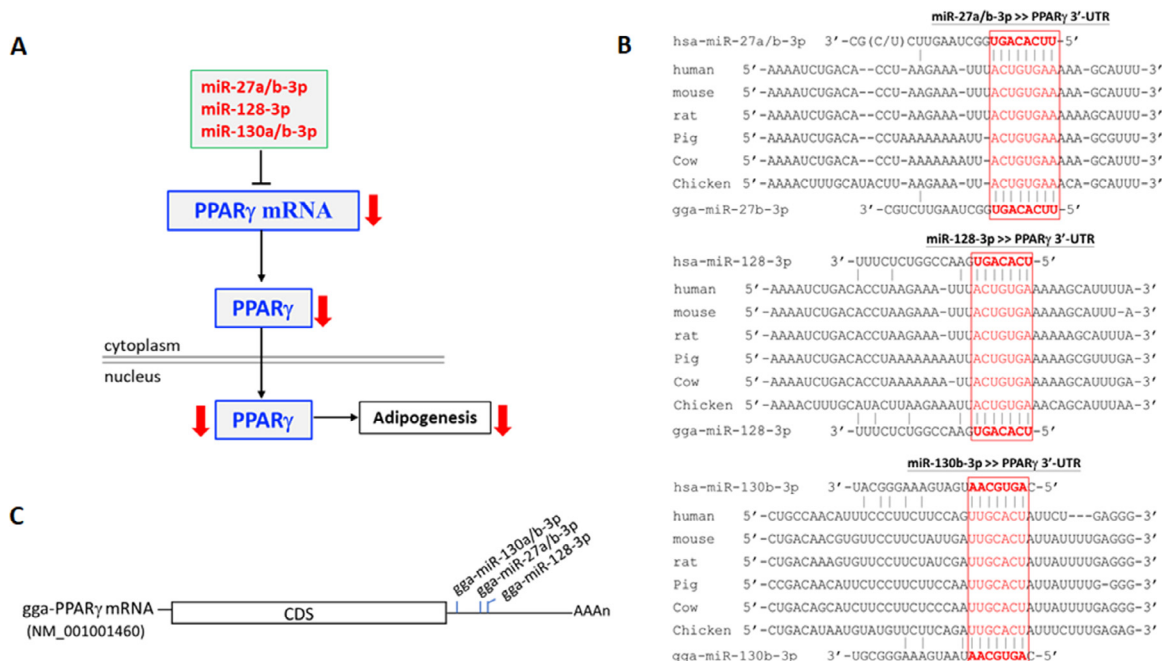 A
miR-27a/b-3p
miR-128-3p
miR-130a/b-3p
PPARγ mRNA
PPARγ
cytoplasm
nucleus
PPARγ
Adipogenesis
B
miR-27a/b-3p >> PPARγ 3’-UTR
hsa-miR-27a/b-3p 3’-CG(C/U)CUUGAAUCGGUGACACUU-5’
human 5’-AAAAUCUGACA--CCU-AAGAAA-UUUACUGUGAAAAA-GCAUUU-3’
mouse 5’-AAAAUCUGACA--CCU-AAGAAA-UUUACUGUGAAAAA-GCAUUU-3’
rat 5’-AAAAUCUGACA--CCU-AAGAAA-UUUACUGUGAAAAAAGCAUUU-3’
Pig 5’-AAAAUCUGACA--CCUAAAAAAAAUU-ACUGUGAAAAA-GCGUUU-3’
Cow 5’-AAAAUCUGACA--CCU-AAAAAAAUU-ACUGUGAAAAA-GCAUUU-3’
Chicken 5’-AAAACUUUGCAUACUU-AAGAAA-UU-ACUGUGAAACA-GCAUUU-3’
gga-miR-27b-3p 3’-CGUCUUGAAUCGGUGACACUU-5’
miR-128-3p >> PPARγ 3’-UTR
hsa-miR-128-3p 3’-UUUCUCUGGCCAAGUGACACU-5’
human 5’-AAAAUCUGACACCUAAGAAA-UUUACUGUGAAAAAGCAUUUUA-3’
mouse 5’-AAAAUCUGACACCUAAGAAA-UUUACUGUGAAAAAGCAUUU-A-3’
rat 5’-AAAAUCUGACACCUAAGAAA-UUUACUGUGAAAAAAGCAUUUA-3’
Pig 5’-AAAAUCUGACACCUAAAAAAAAUUACUGUGAAAAAGCGUUUGA-3’
Cow 5’-AAAAUCUGACACCUAAAAAAA-UUACUGUGAAAAAGCAUUUGA-3’
Chicken 5’-AAAACUUUGCAUACUUAAGAAAUUACUGUGAAACAGCAUUUAA-3’
gga-miR-128-3p 3’-UUUCUCUGGCCAAGUGACACU-5’
miR-130b-3p >> PPARγ 3’-UTR
hsa-miR-130b-3p 3’-UACGGGAAAGUAGUAACGUGAC-5’
human 5’-CUGCCAACAUUUCCCUUCUUCCAGUUGCACUAUUCU---GAGGG-3’
mouse 5’-CUGACAACGUGUUCCUUCUAUUGAUUGCACUAUUAUUUUGAGGG-3’
rat 5’-CUGACAAACGUGUUCCUUCUAUCGAUUGCACUAUUAUUUUGAGGG-3’
Pig 5’-CCGACAACAUUCUCCCUUCUCUCCAAUUGCACUAUUAUUUUG-GGG-3’
Cow 5’-CUGACAGCAUCUUCCUUCUCCCAAUUGCACUAUUAUUUUGAGGG-3’
Chicken 5’-CUGACAUAAUGUAUGUUCUUCAGAUUGCACUAUUUCUUUGAGAG-3’
gga-miR-130b-3p 3’-UGCGGGAAAGUAAUAACGUGAC-5’
C
gga-miR-130a/b-3p
gga-miR-27a/b-3p
gga-miR-128-3p
gga-PPARγ mRNA
CDS
AAAn
(NM_001001460)